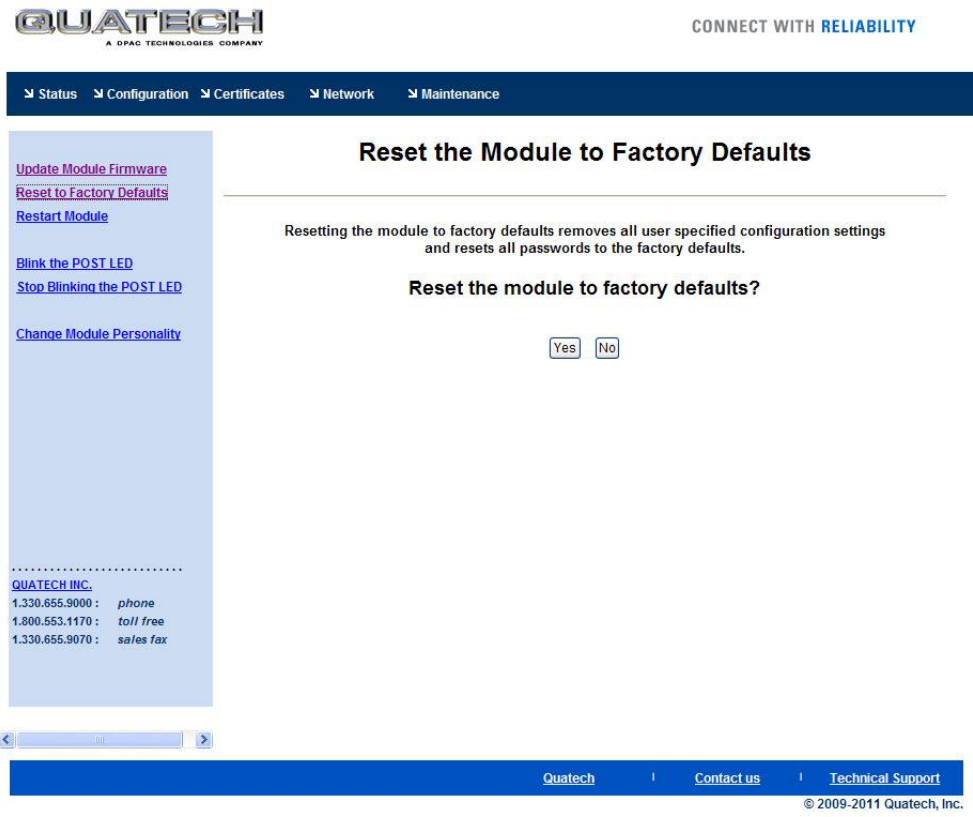 QUATECH
A DPAC TECHNOLOGIES COMPANY
CONNECT WITH RELIABILITY
Status Configuration Certificates Network Maintenance
Update Module Firmware
Reset to Factory Defaults
Restart Module
Blink the POST LED
Stop Blinking the POST LED
Change Module Personality
QUATECH INC.
1.330.655.9000 : phone
1.800.553.1170 : toll free
1.330.655.9070 : sales fax
Reset the Module to Factory Defaults
Resetting the module to factory defaults removes all user specified configuration settings
and resets all passwords to the factory defaults.
Reset the module to factory defaults?
Yes No
Quatech | Contact us | Technical Support
© 2009-2011 Quatech, Inc.